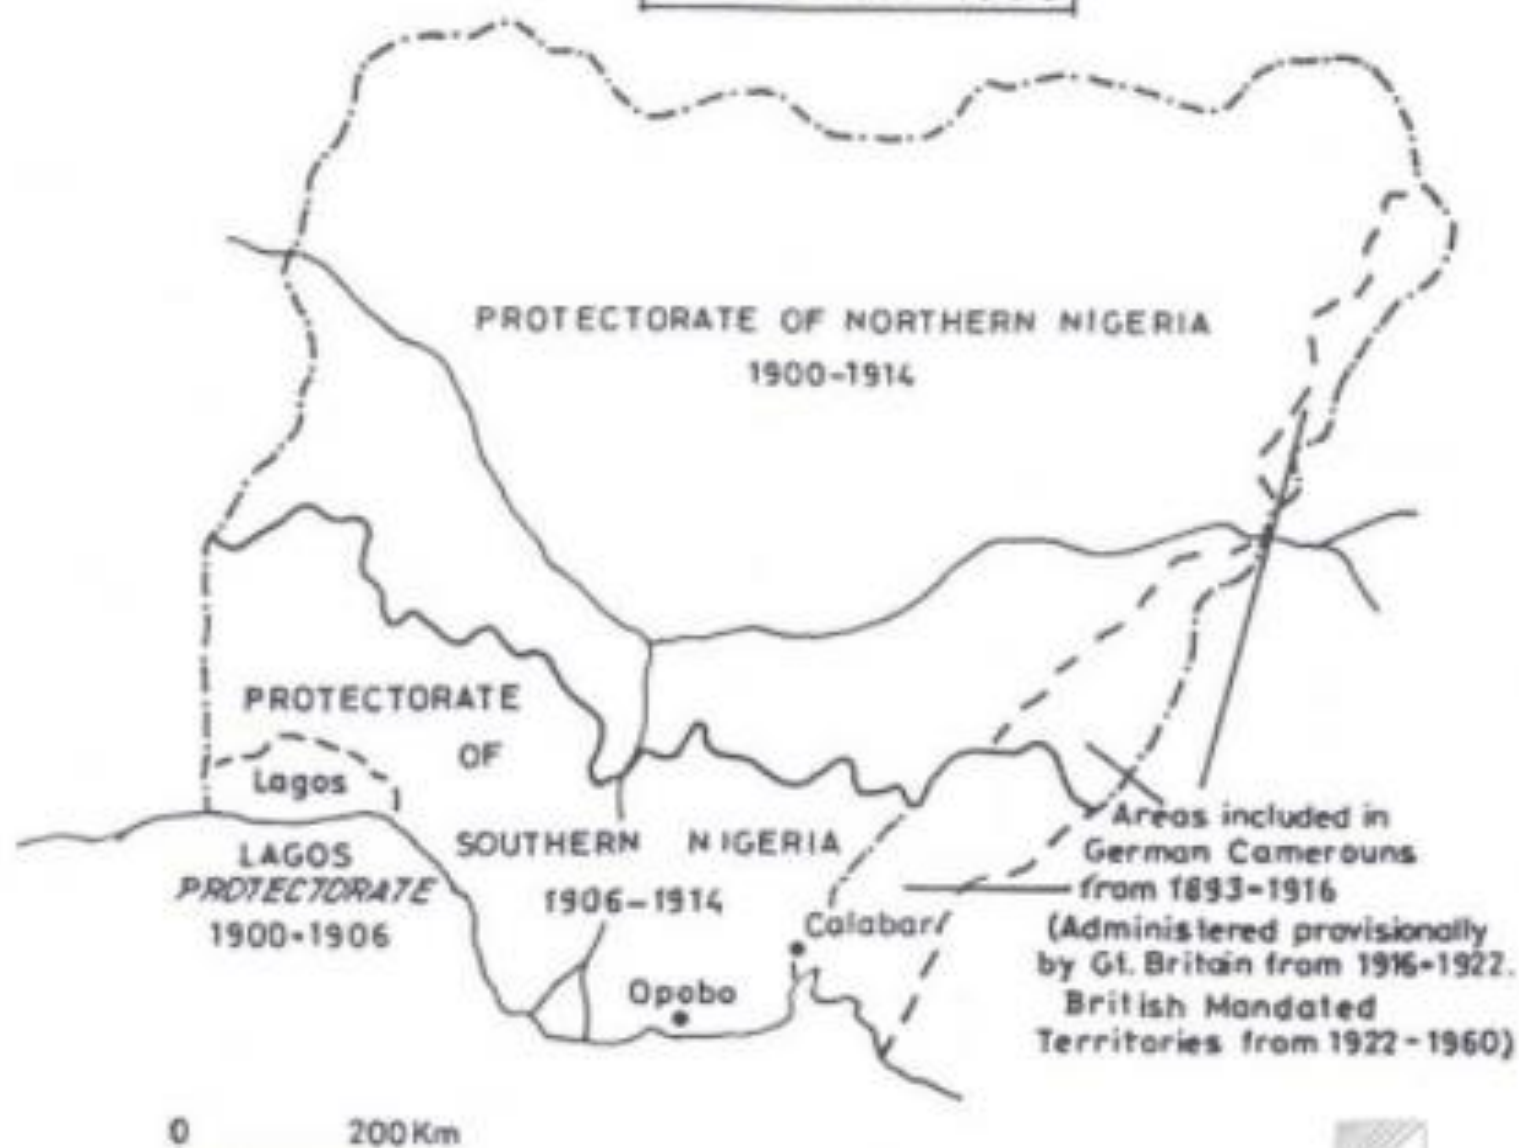 PROTECTORATE OF NORTHERN NIGERIA
1900-1914
PROTECTORATE
OF
SOUTHERN NIGERIA
1906-1914
Lagos
LAGOS
PROTECTORATE
1900-1906
Calabar
Opobo
Areas included in
German Camerouns
from 1893-1916
(Administered provisionally
by Gt. Britain from 1916-1922.
British Mandated
Territories from 1922-1960)
0 200Km